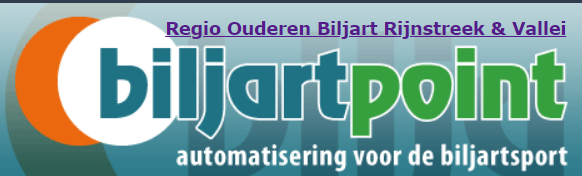 Regio Ouderen Biljart Rijnstreek & Vallei
biljartpoint
automatisering voor de biljartsport